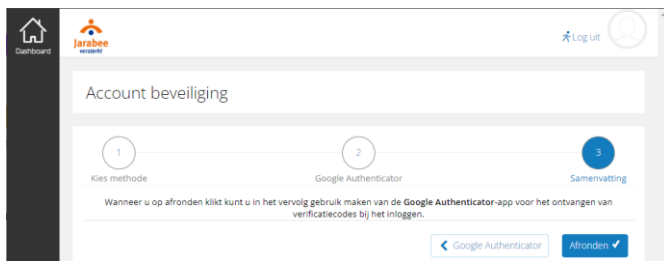 Dashboard
Jarabee
versterkt
Log uit
Account beveiliging
1
2
3
Kies methode
Google Authenticator
Samenvatting
Wanneer u op afronden klikt kunt u in het vervolg gebruik maken van de Google Authenticator-app voor het ontvangen van
verificatiecodes bij het inloggen.
Google Authenticator
Afronden